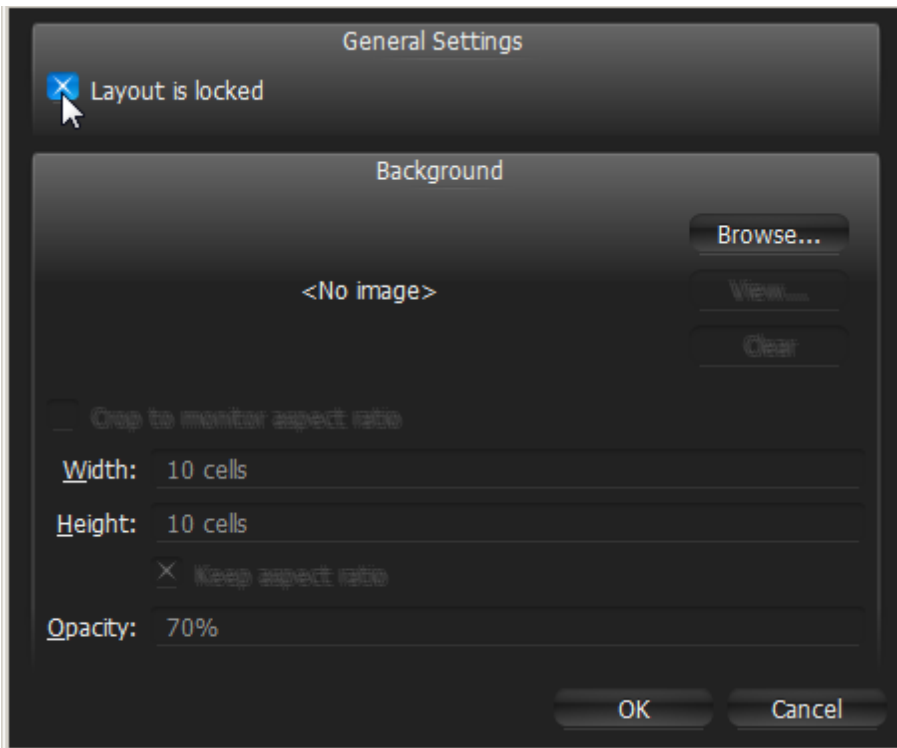 General Settings
Layout is locked
Background
Browse...
<No image>
View...
Clear
Crop to monitor aspect ratio
Width: 10 cells
Height: 10 cells
Keep aspect ratio
Opacity: 70%
OK Cancel